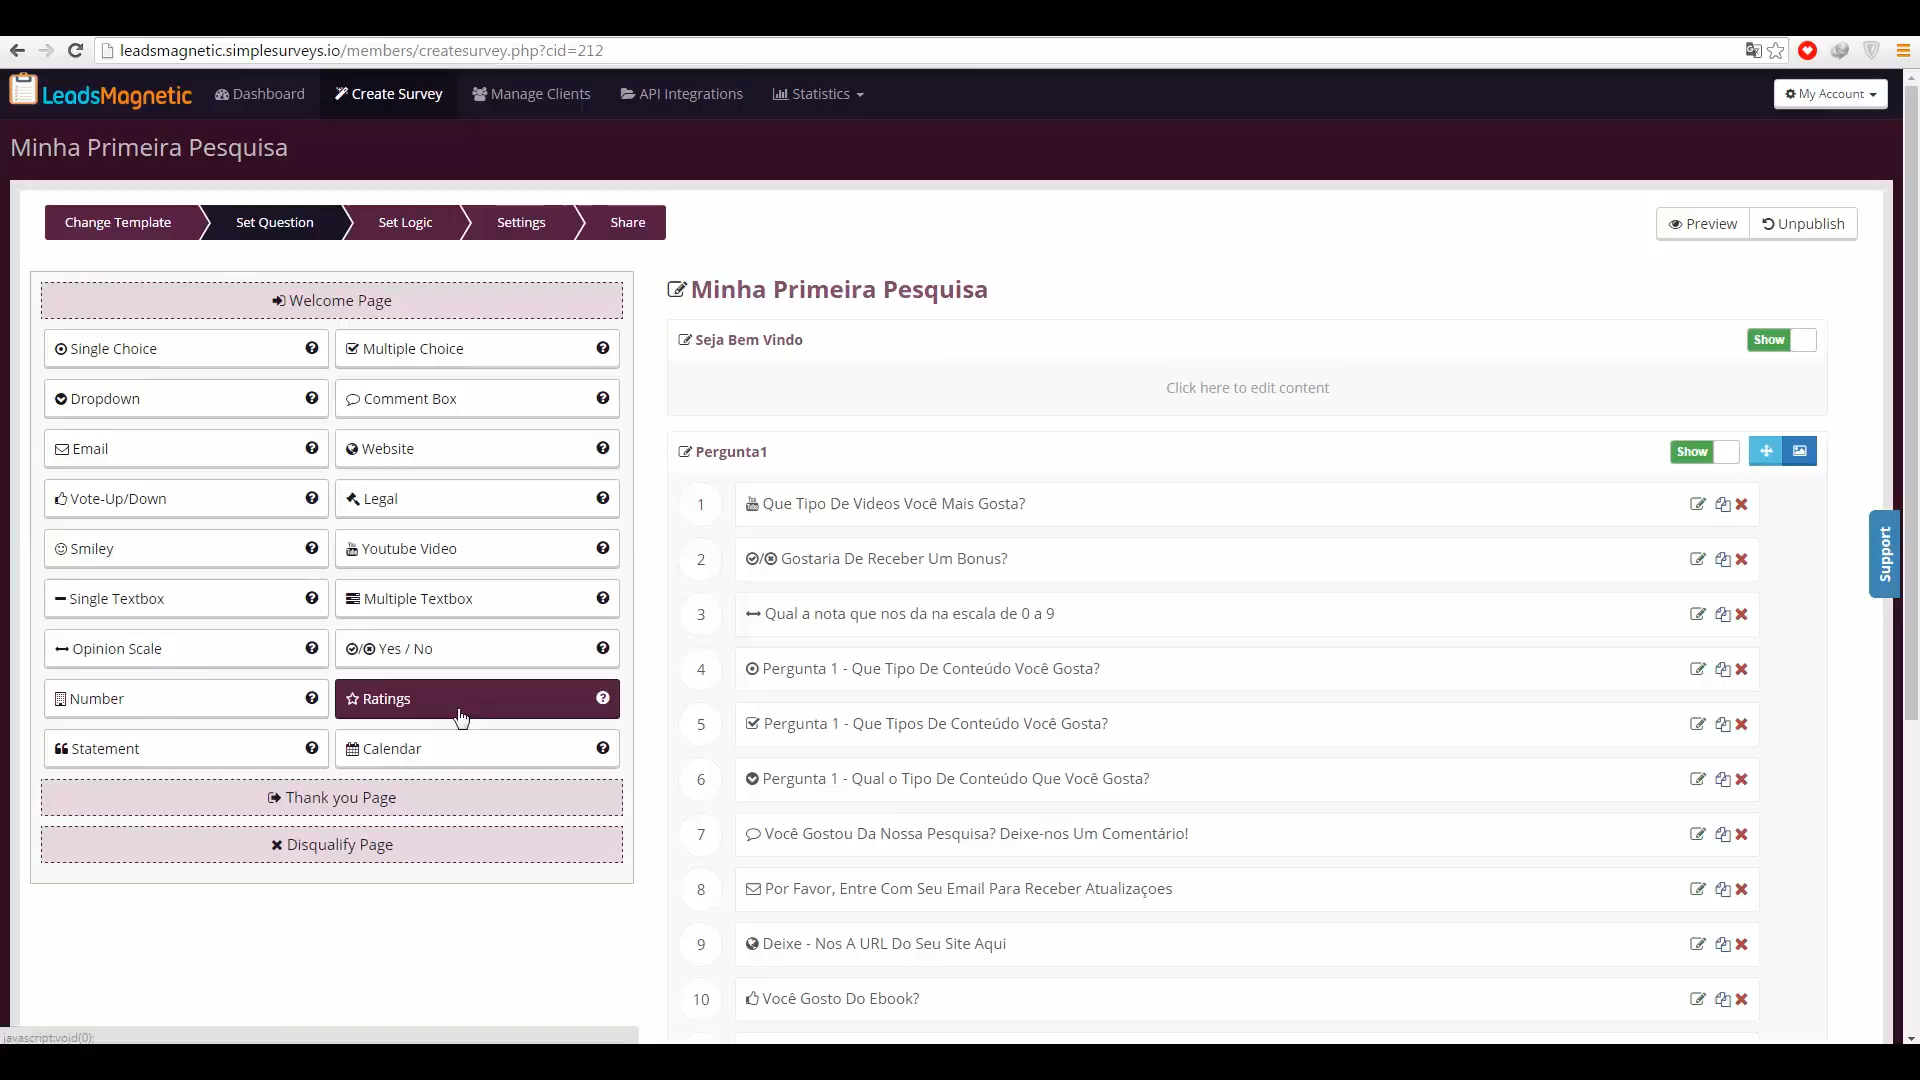 leadsmagnetic.simplesurveys.io/members/createsurvey.php?cid=212
LeadsMagnetic Dashboard Create Survey Manage Clients API Integrations Statistics My Account
Minha Primeira Pesquisa
Change Template Set Question Set Logic Settings Share Preview Unpublish
Welcome Page
Single Choice Multiple Choice
Dropdown Comment Box
Email Website
Vote-Up/Down Legal
Smiley Youtube Video
Single Textbox Multiple Textbox
Opinion Scale Yes / No
Number Ratings
Statement Calendar
Thank you Page
Disqualify Page
Minha Primeira Pesquisa
Seja Bem Vindo Show
Click here to edit content
Pergunta1 Show
1 Que Tipo De Videos Você Mais Gosta?
2 Gostaria De Receber Um Bonus?
3 Qual a nota que nos da na escala de 0 a 9
4 Pergunta 1 - Que Tipo De Conteúdo Você Gosta?
5 Pergunta 1 - Que Tipos De Conteúdo Você Gosta?
6 Pergunta 1 - Qual o Tipo De Conteúdo Que Você Gosta?
7 Você Gostou Da Nossa Pesquisa? Deixe-nos Um Comentário!
8 Por Favor, Entre Com Seu Email Para Receber Atualizaçoes
9 Deixe - Nos A URL Do Seu Site Aqui
10 Você Gosto Do Ebook?
Support
javascript:void(0);